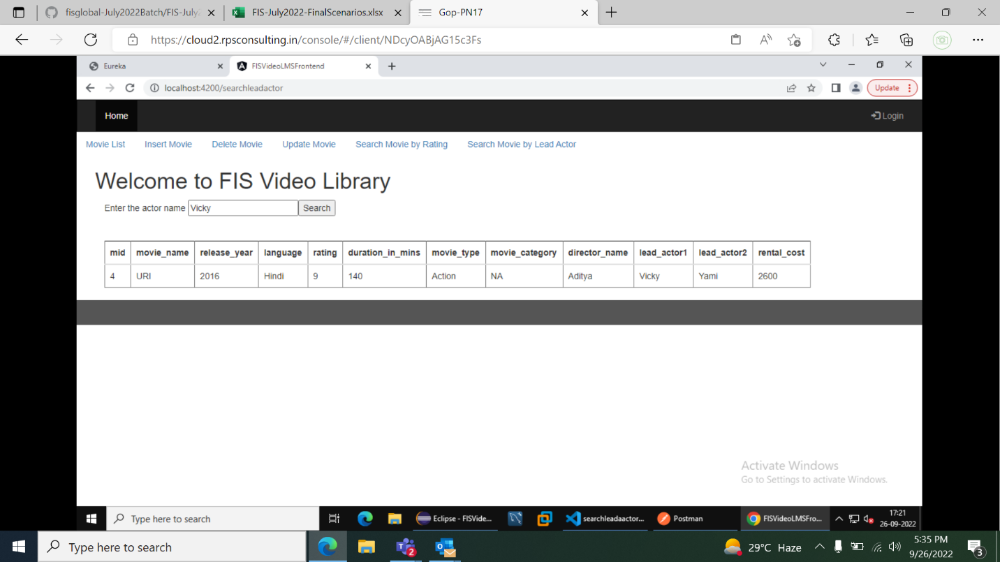 fisglobal-July2022Batch/FIS-July
FIS-July2022-FinalScenarios.xlsx
Gop-PN17
https://cloud2.rpsconsulting.in/console/#/client/NDcyOABjAG15c3Fs
Eureka
FISVideoLMSFrontend
localhost:4200/searchleadactor
Update
Home
Login
Movie List Insert Movie Delete Movie Update Movie Search Movie by Rating Search Movie by Lead Actor
Welcome to FIS Video Library
Enter the actor name Vicky Search
mid movie_name release_year language rating duration_in_mins movie_type movie_category director_name lead_actor1 lead_actor2 rental_cost
4 URI 2016 Hindi 9 140 Action NA Aditya Vicky Yami 2600
Activate Windows
Go to Settings to activate Windows.
Type here to search
Eclipse - FISVide...
searchleadaactor...
Postman
FISVideoLMSFro...
17:21
26-09-2022
Type here to search
2
29°C Haze
5:35 PM
9/26/2022
3